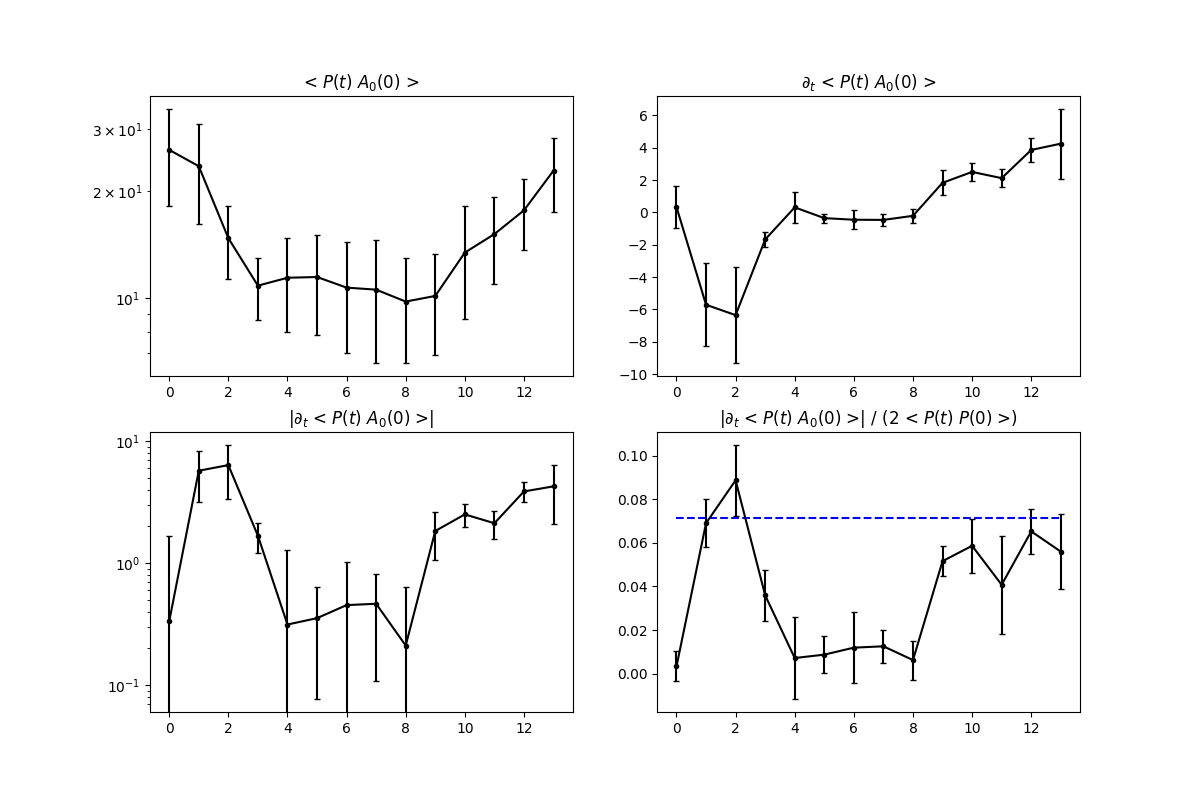 < P(t) A₀(0) >
3 × 10¹
2 × 10¹
10¹
0 2 4 6 8 10 12
∂ₜ < P(t) A₀(0) >
6
4
2
0
−2
−4
−6
−8
−10
0 2 4 6 8 10 12
|∂ₜ < P(t) A₀(0) >|
10¹
10⁰
10⁻¹
0 2 4 6 8 10 12
|∂ₜ < P(t) A₀(0) >| / (2 < P(t) P(0) >)
0.10
0.08
0.06
0.04
0.02
0.00
0 2 4 6 8 10 12